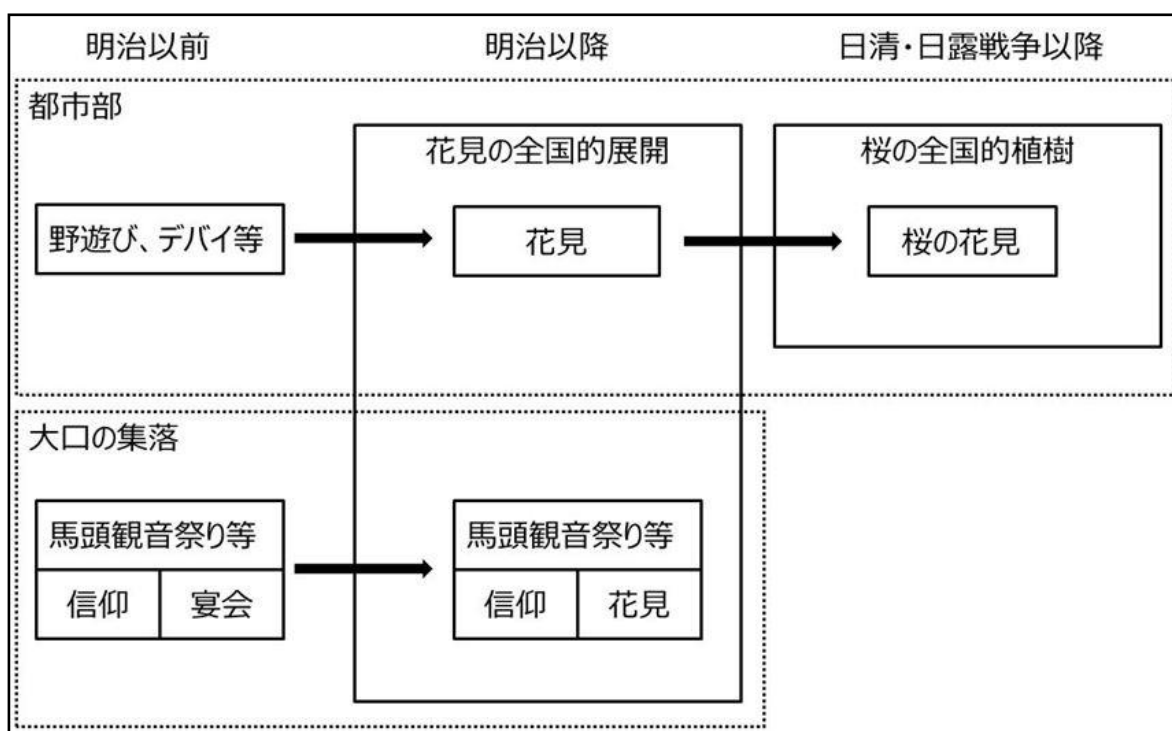 明治以前
明治以降
日清・日露戦争以降
都市部
花見の全国的展開
桜の全国的植樹
野遊び、デバイ等
花見
桜の花見
大口の集落
馬頭観音祭り等
馬頭観音祭り等
信仰
宴会
信仰
花見